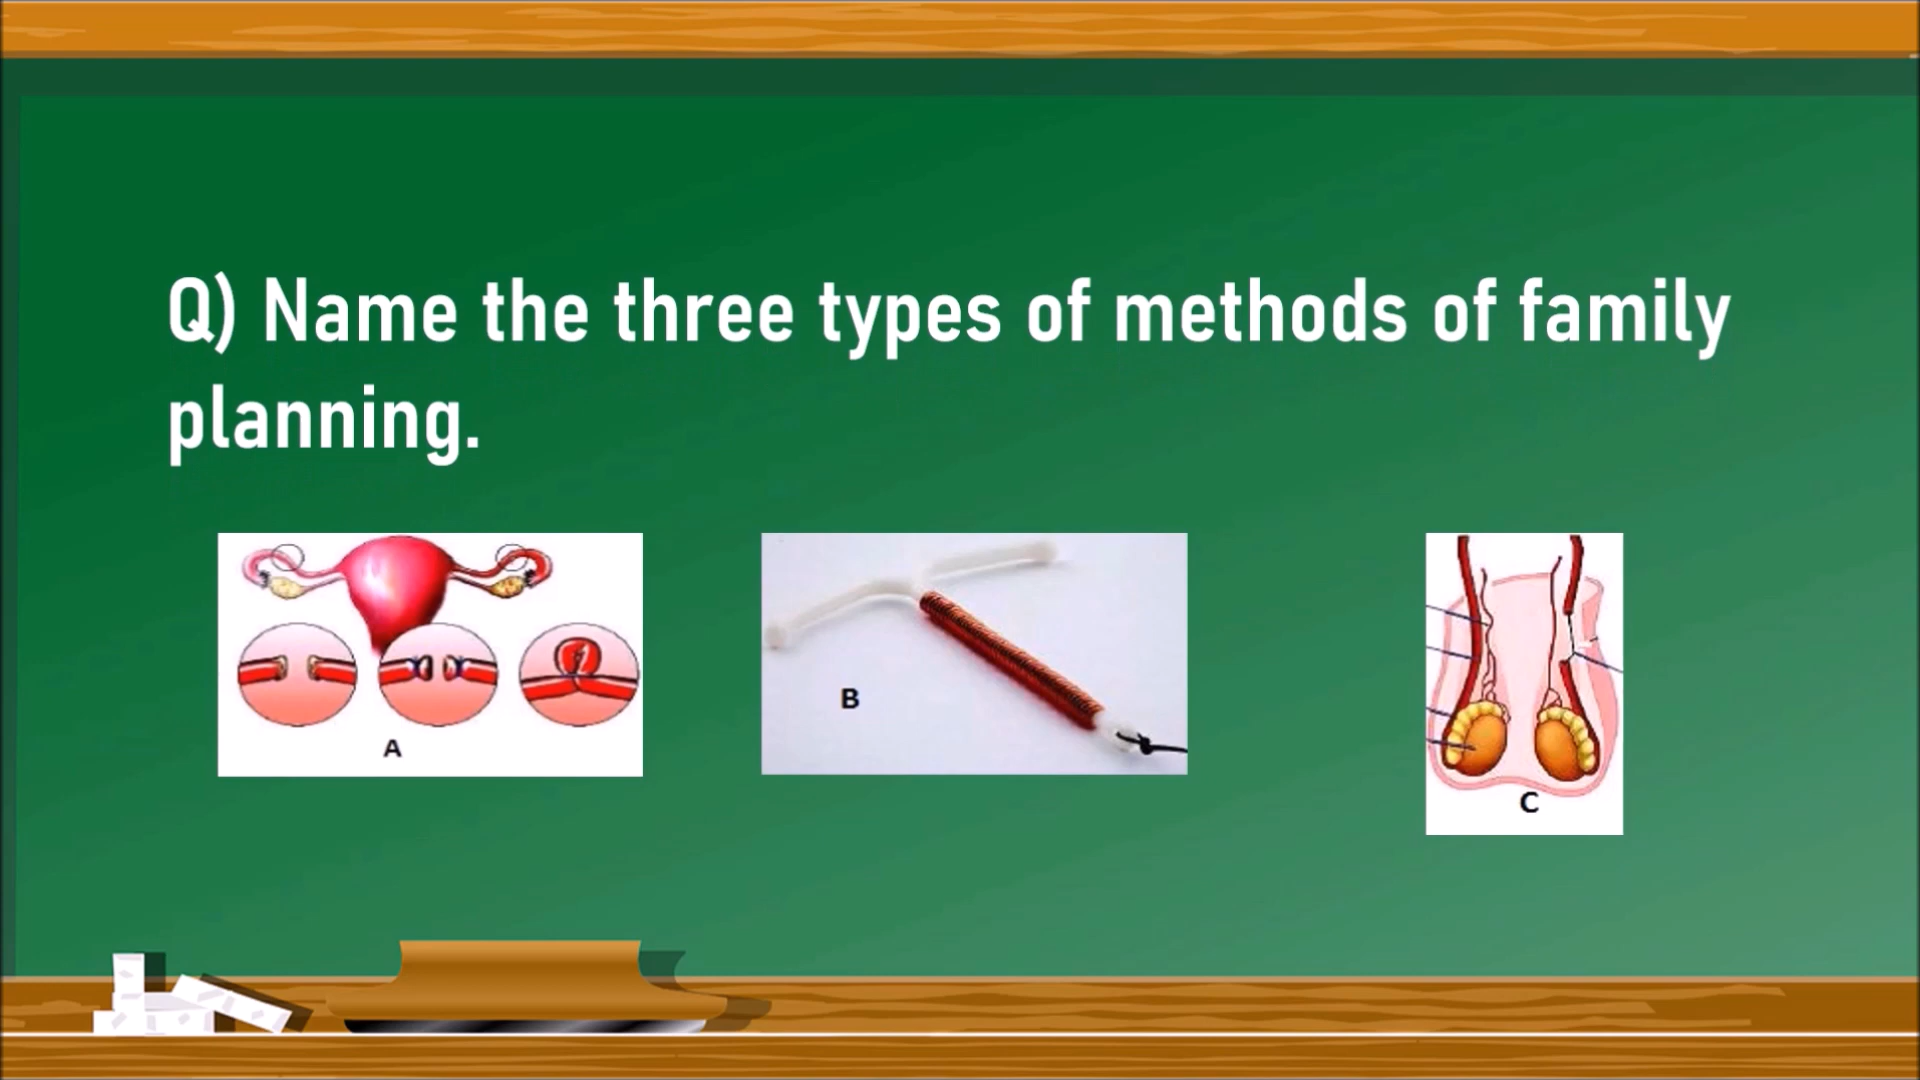 Q) Name the three types of methods of family
planning.
A
B
C